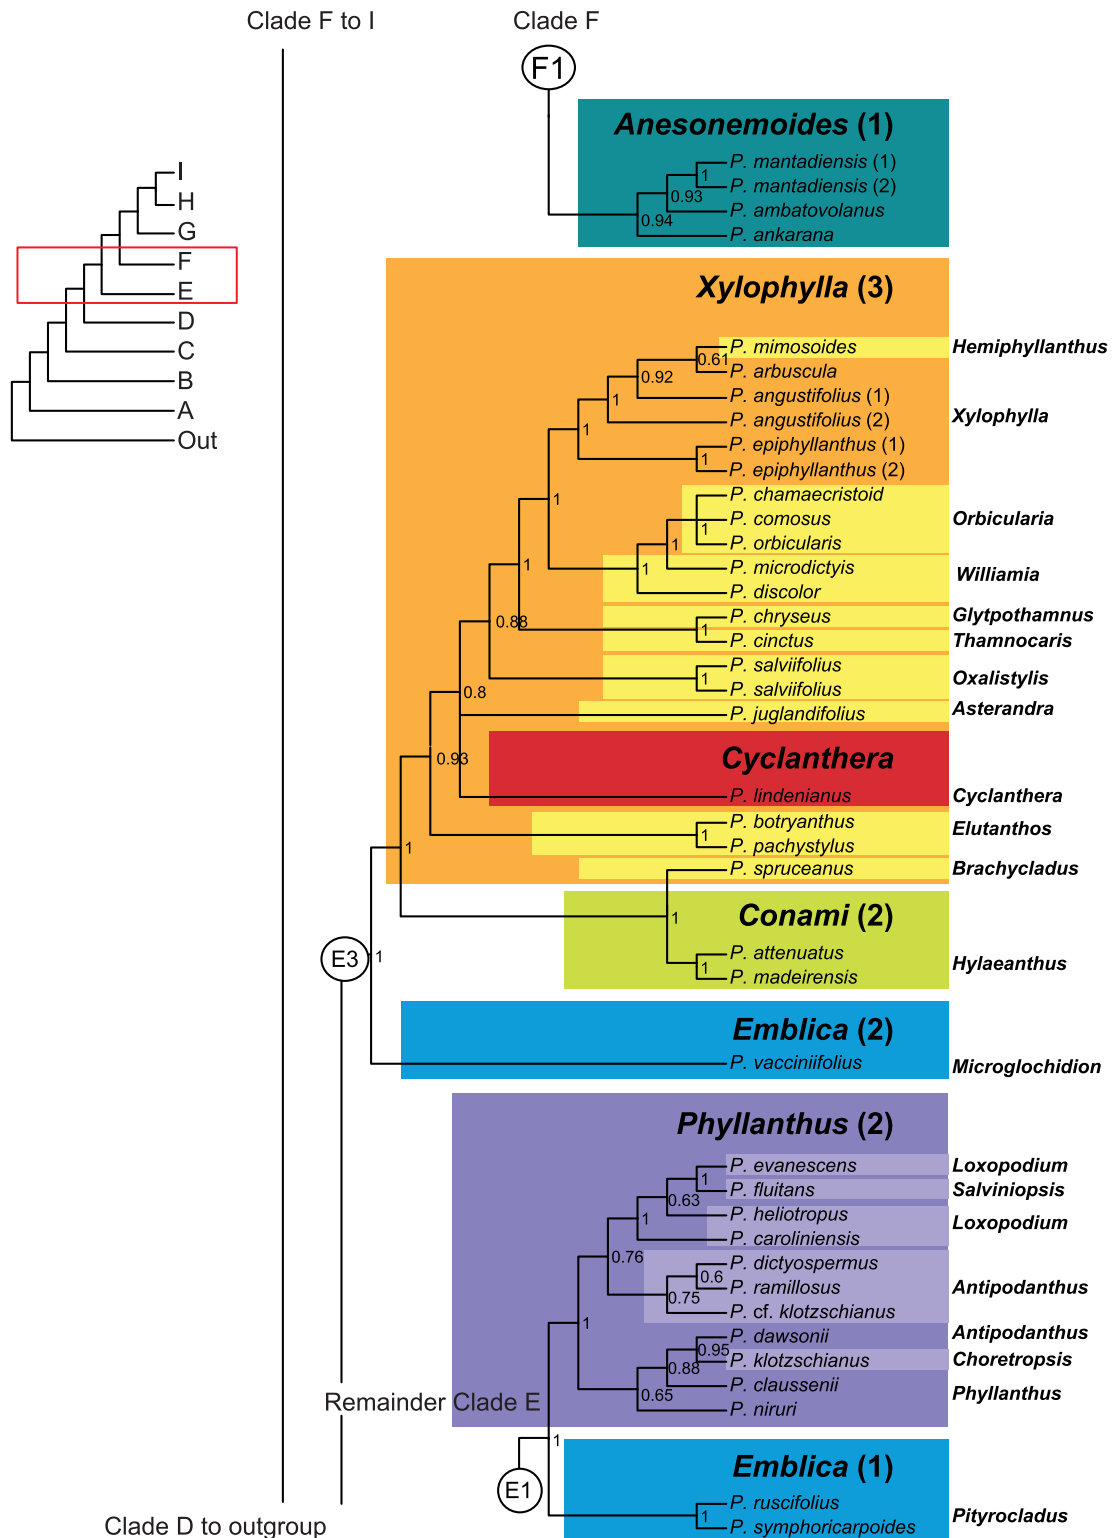 Clade F to I
Clade F
F1
Anesonemoides (1)
P. mantadiensis (1)
1
P. mantadiensis (2)
0.93
P. ambatovolanus
0.94
P. ankarana
I
H
G
F
E
D
C
B
A
Out
Xylophylla (3)
P. mimosoides
Hemiphyllanthus
0.61
P. arbuscula
0.92
P. angustifolius (1)
1
P. angustifolius (2)
Xylophylla
1
P. epiphyllanthus (1)
1
P. epiphyllanthus (2)
1
P. chamaecristoid
P. comosus
Orbicularia
1
P. orbicularis
1
P. microdictyis
Williamia
1
P. discolor
1
P. chryseus
Glytpothamnus
1
P. cinctus
Thamnocaris
0.88
P. salviifolius
1
Oxalistylis
P. salviifolius
0.8
P. juglandifolius
Asterandra
Cyclanthera
0.93
P. lindenianus
Cyclanthera
P. botryanthus
1
Elutanthos
P. pachystylus
1
P. spruceanus
Brachycladus
Conami (2)
1
P. attenuatus
1
Hylaeanthus
P. madeirensis
E3
1
Emblica (2)
P. vacciniifolius
Microglochidion
Phyllanthus (2)
P. evanescens
Loxopodium
1
P. fluitans
Salviniopsis
0.63
P. heliotropus
Loxopodium
1
P. caroliniensis
0.76
P. dictyospermus
0.6
P. ramillosus
Antipodanthus
0.75
P. cf. klotzschianus
1
P. dawsonii
Antipodanthus
0.95
P. klotzschianus
Choretropsis
0.88
P. claussenii
Phyllanthus
0.65
P. niruri
Remainder Clade E
1
E1
Emblica (1)
P. ruscifolius
1
Pityrocladus
P. symphoricarpoides
Clade D to outgroup